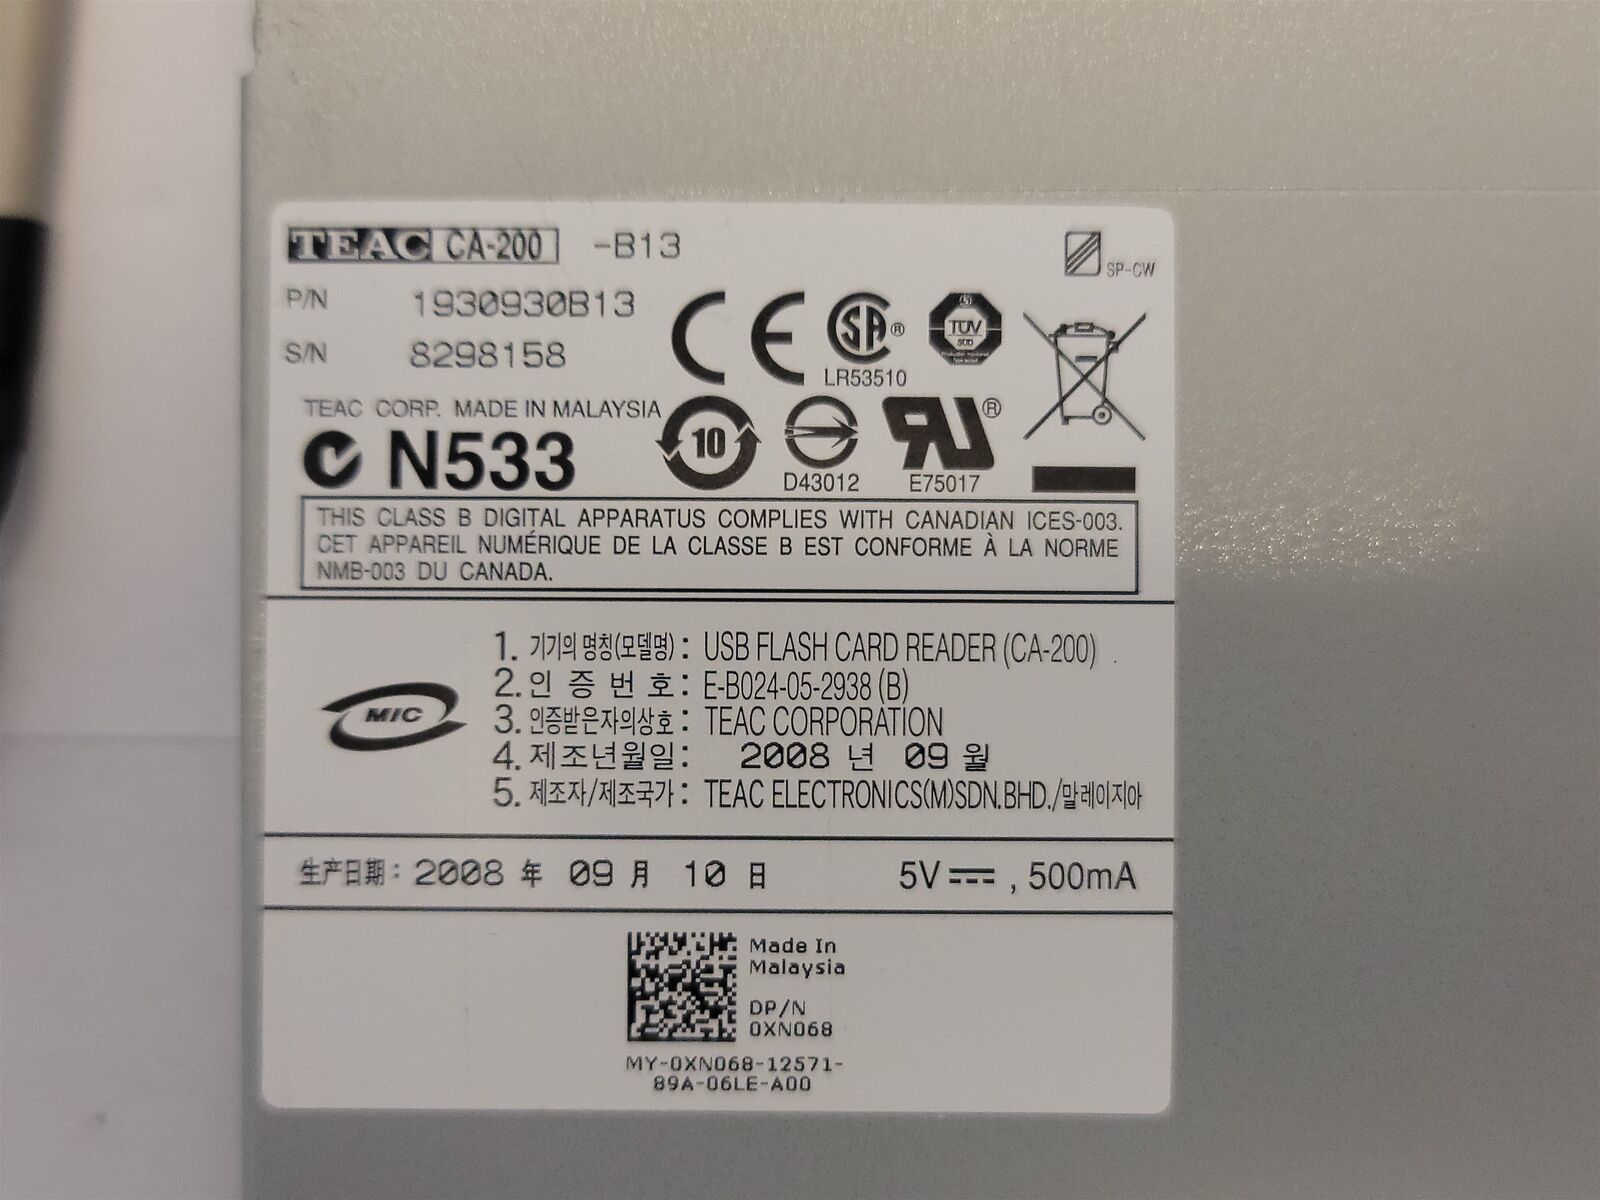 TEAC CA-200 -B13
SP-CW
P/N 1930930B13
S/N 8298158
CE
SA ®
LR53510
TÜV
SÜD
TEAC CORP. MADE IN MALAYSIA
N533
10
D43012
UR ®
E75017
THIS CLASS B DIGITAL APPARATUS COMPLIES WITH CANADIAN ICES-003.
CET APPAREIL NUMÉRIQUE DE LA CLASSE B EST CONFORME À LA NORME
NMB-003 DU CANADA.
MIC
1. 기기의 명칭(모델명) : USB FLASH CARD READER (CA-200)
2. 인 증 번 호 : E-B024-05-2938 (B)
3. 인증받은자의상호 : TEAC CORPORATION
4. 제조년월일 : 2008 년 09 월
5. 제조자/제조국가 : TEAC ELECTRONICS(M)SDN.BHD./말레이지아
生产日期 : 2008 年 09 月 10 日 5V ⎓ , 500mA
Made In
Malaysia
DP/N
0XN068
MY-0XN068-12571-
89A-06LE-A00